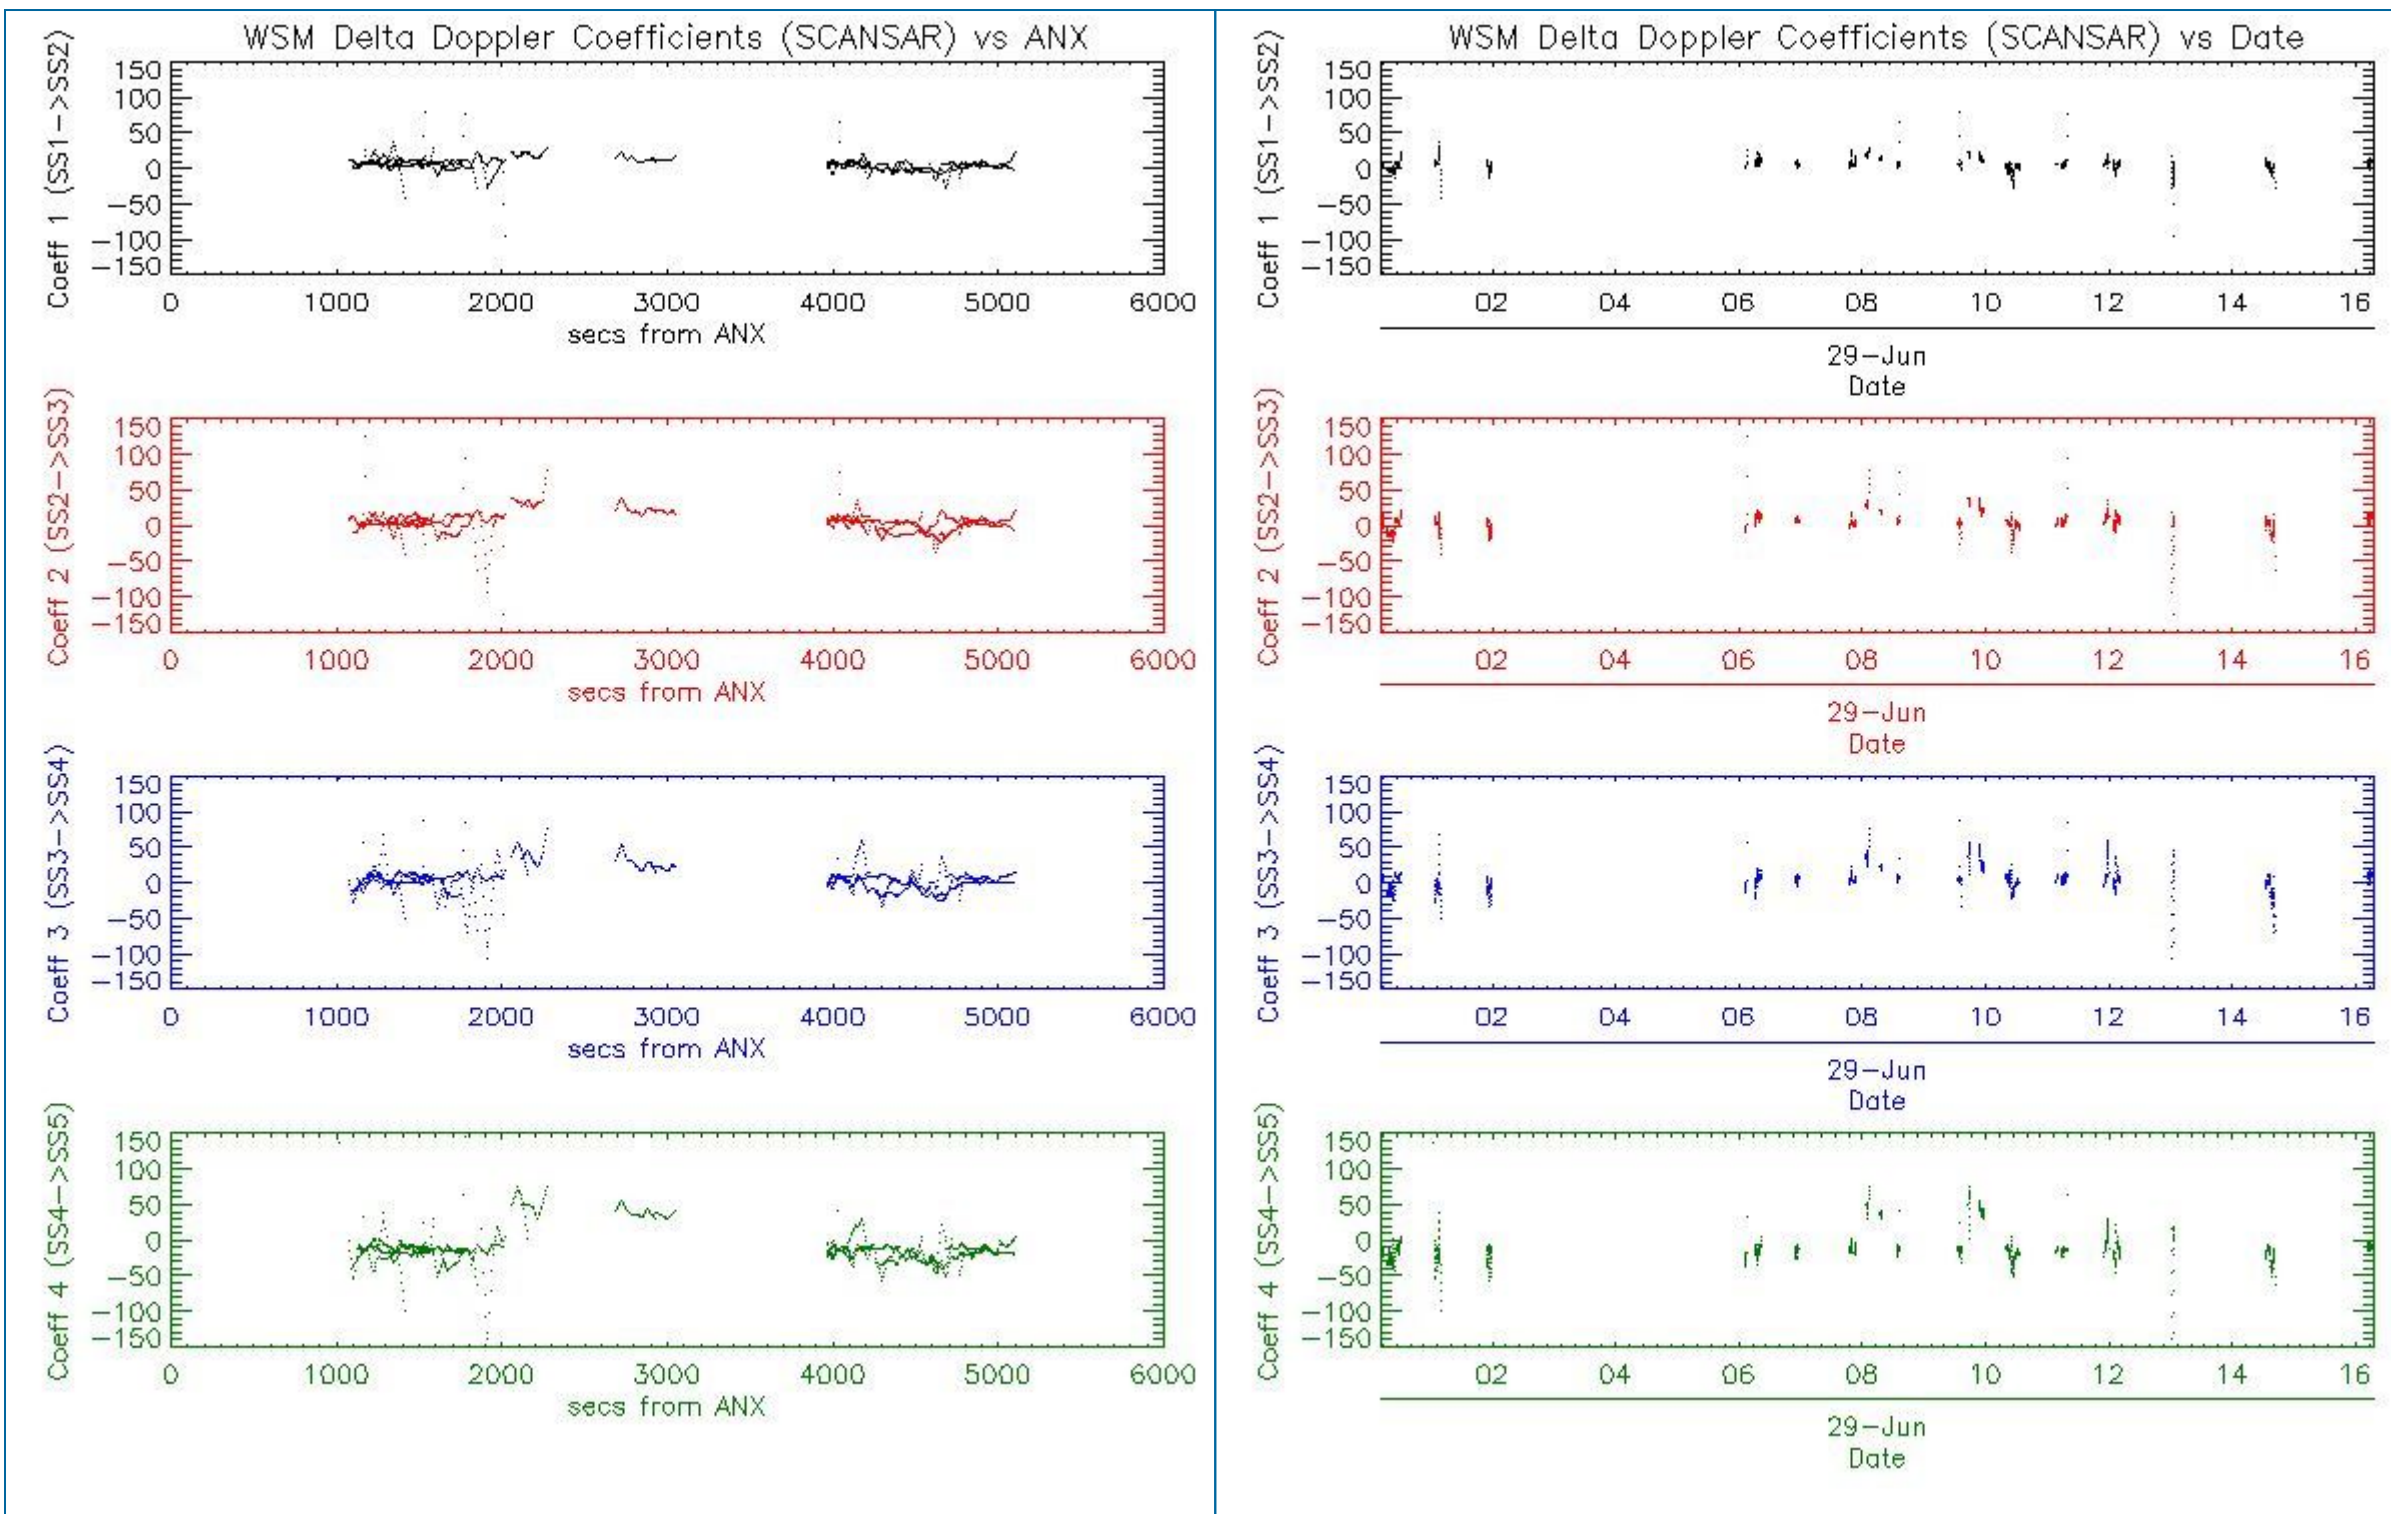 WSM Delta Doppler Coefficients (SCANSAR) vs ANX
Coeff 1 (SS1->SS2)
150
100
50
0
-50
-100
-150
0 1000 2000 3000 4000 5000 6000
secs from ANX
Coeff 2 (SS2->SS3)
150
100
50
0
-50
-100
-150
0 1000 2000 3000 4000 5000 6000
secs from ANX
Coeff 3 (SS3->SS4)
150
100
50
0
-50
-100
-150
0 1000 2000 3000 4000 5000 6000
secs from ANX
Coeff 4 (SS4->SS5)
150
100
50
0
-50
-100
-150
0 1000 2000 3000 4000 5000 6000
secs from ANX
WSM Delta Doppler Coefficients (SCANSAR) vs Date
Coeff 1 (SS1->SS2)
150
100
50
0
-50
-100
-150
02 04 06 08 10 12 14 16
29-Jun
Date
Coeff 2 (SS2->SS3)
150
100
50
0
-50
-100
-150
02 04 06 08 10 12 14 16
29-Jun
Date
Coeff 3 (SS3->SS4)
150
100
50
0
-50
-100
-150
02 04 06 08 10 12 14 16
29-Jun
Date
Coeff 4 (SS4->SS5)
150
100
50
0
-50
-100
-150
02 04 06 08 10 12 14 16
29-Jun
Date